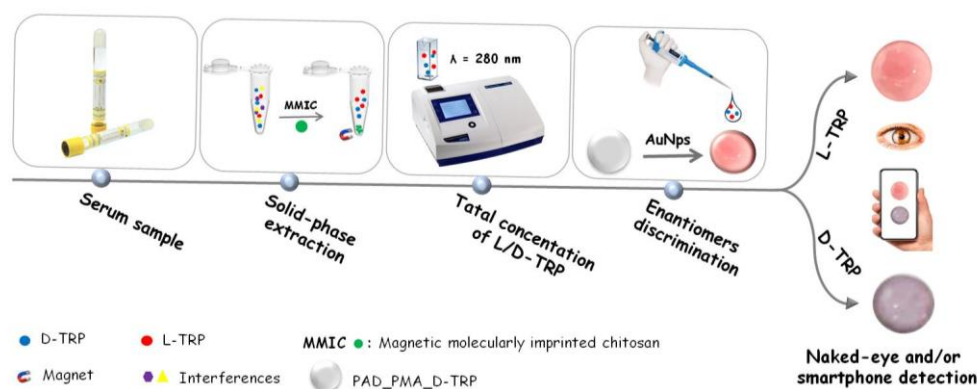 MMIC
λ = 280 nm
AuNps
Serum sample
Solid-phase
extraction
Tatal concentration
of L/D-TRP
Enantiomers
discrimination
L-TRP
D-TRP
Naked-eye and/or
smartphone detection
D-TRP
L-TRP
MMIC : Magnetic molecularly imprinted chitosan
Magnet
Interferences
PAD_PMA_D-TRP